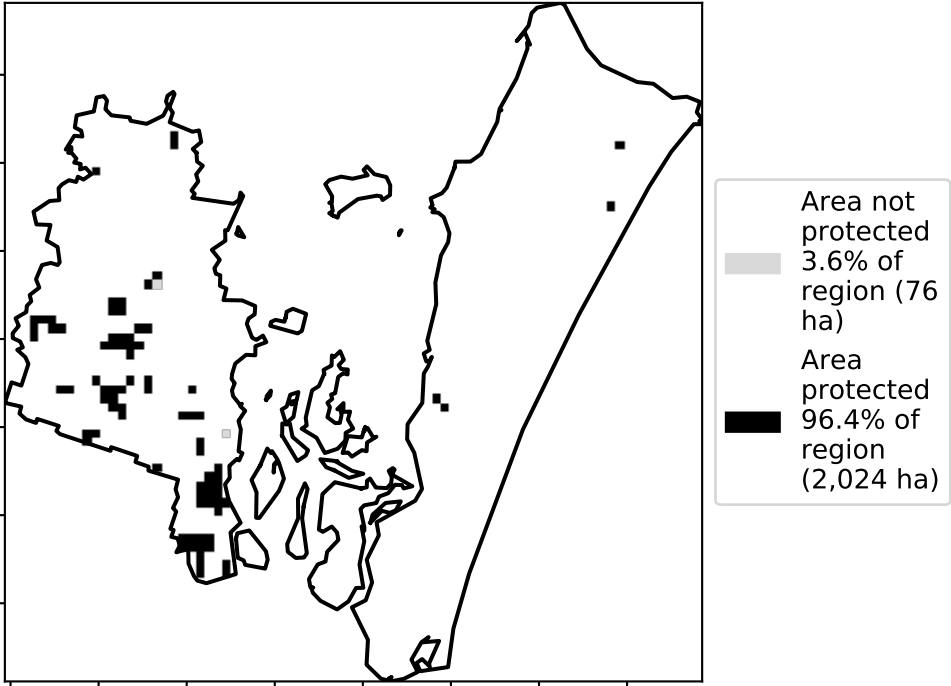 Area not
protected
3.6% of
region (76
ha)
Area
protected
96.4% of
region
(2,024 ha)